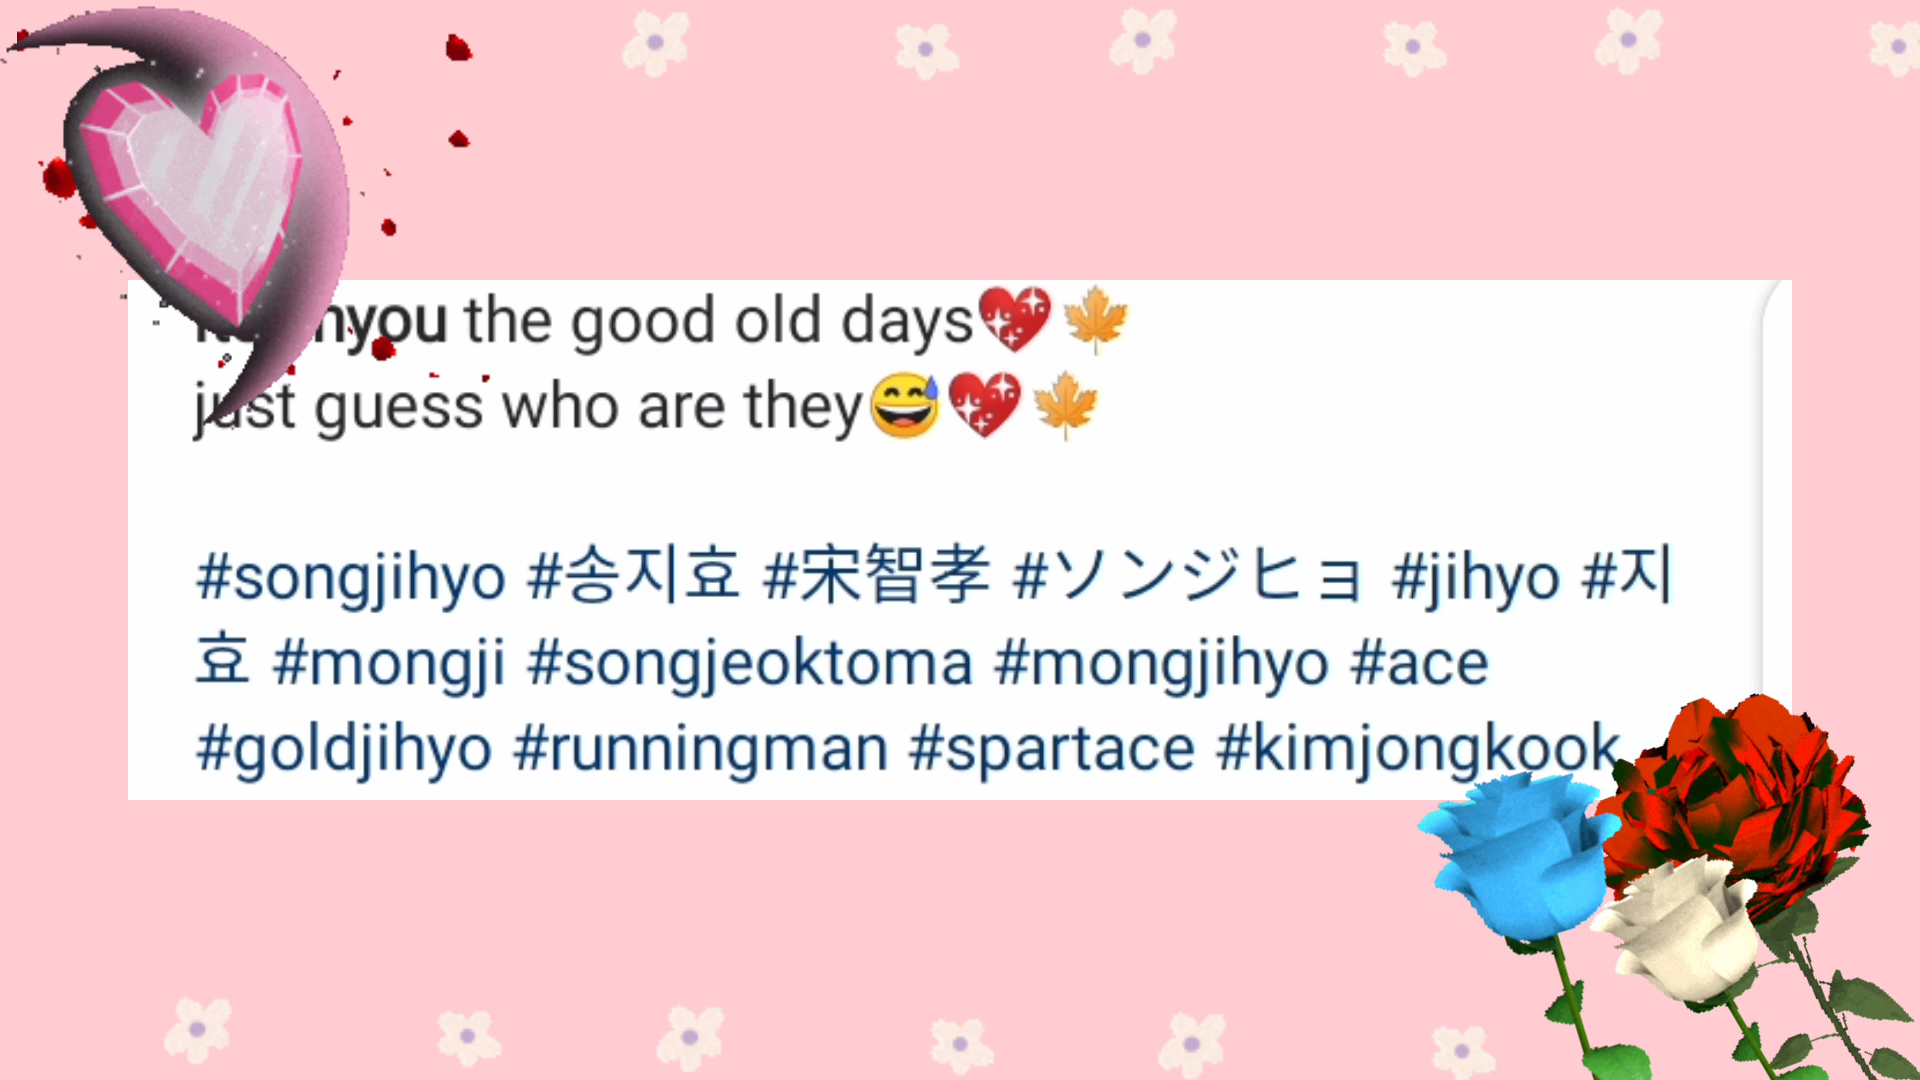 the good old days💖🍁
just guess who are they😅💖🍁
#songjihyo #송지효 #宋智孝 #ソンジヒョ #jihyo #지
효 #mongji #songjeoktoma #mongjihyo #ace
#goldjihyo #runningman #spartace #kimjongkook